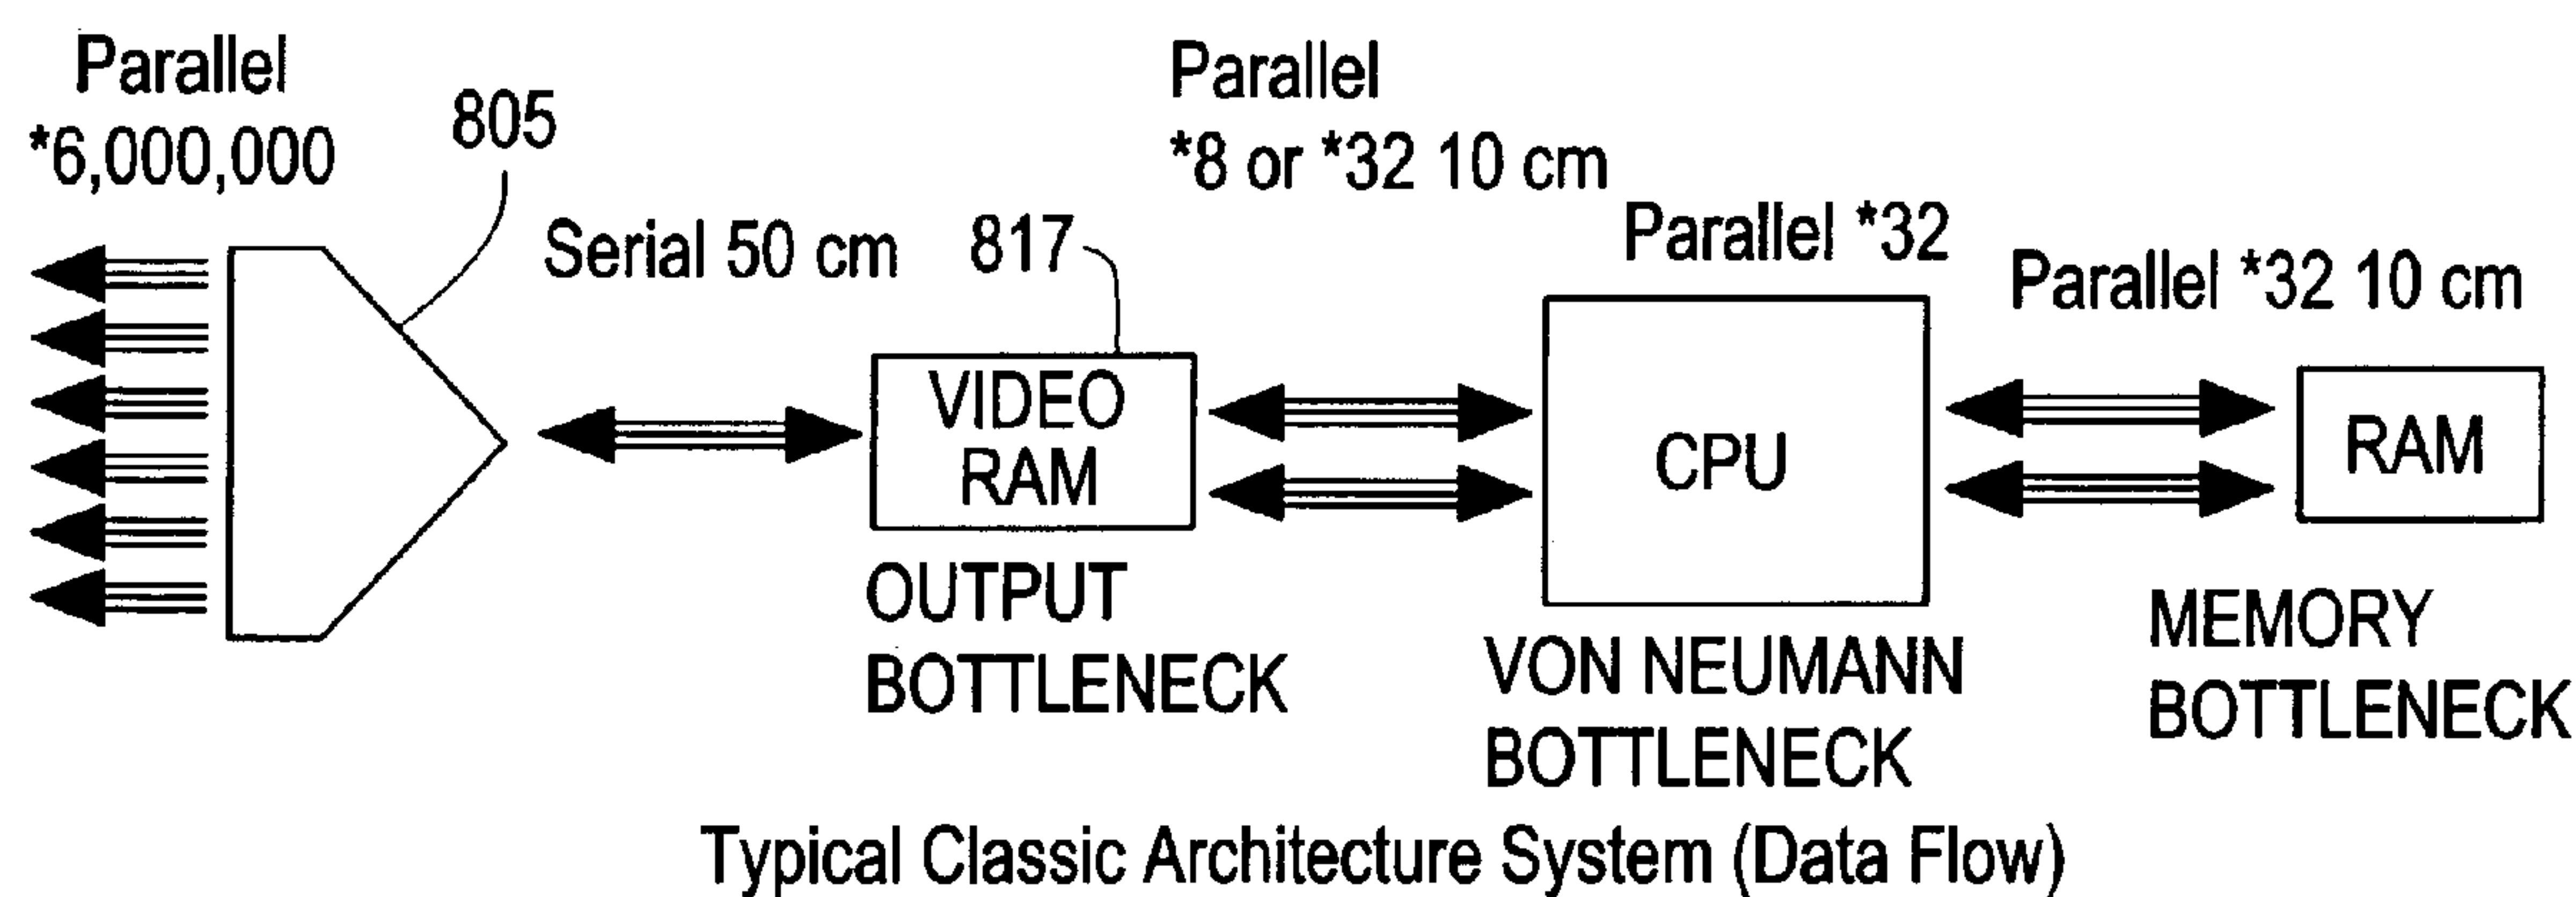 Parallel
*6,000,000
805
Serial 50 cm
817
Parallel
*8 or *32 10 cm
Parallel *32
Parallel *32 10 cm
VIDEO
RAM
CPU
RAM
OUTPUT
BOTTLENECK
VON NEUMANN
BOTTLENECK
MEMORY
BOTTLENECK
Typical Classic Architecture System (Data Flow)